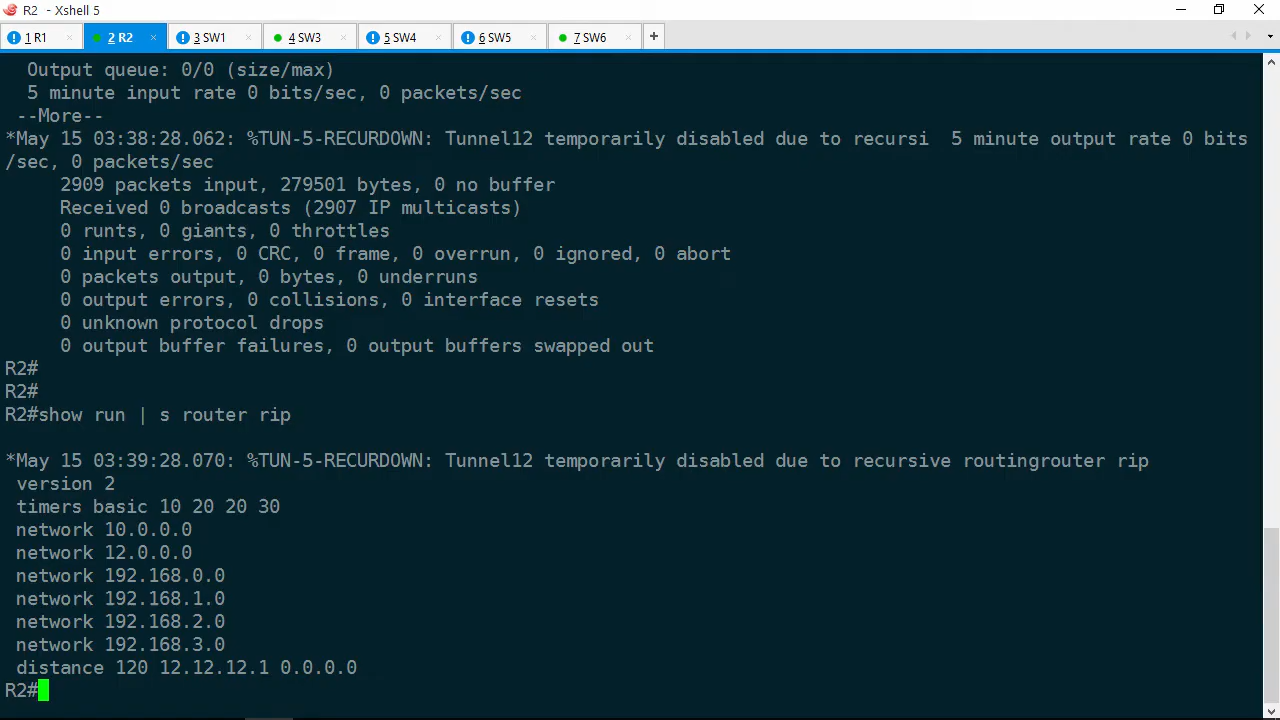 R2 - Xshell 5
1 R1
2 R2
3 SW1
4 SW3
5 SW4
6 SW5
7 SW6
Output queue: 0/0 (size/max)
5 minute input rate 0 bits/sec, 0 packets/sec
--More--
*May 15 03:38:28.062: %TUN-5-RECURDOWN: Tunnel12 temporarily disabled due to recursi  5 minute output rate 0 bits
/sec, 0 packets/sec
2909 packets input, 279501 bytes, 0 no buffer
Received 0 broadcasts (2907 IP multicasts)
0 runts, 0 giants, 0 throttles
0 input errors, 0 CRC, 0 frame, 0 overrun, 0 ignored, 0 abort
0 packets output, 0 bytes, 0 underruns
0 output errors, 0 collisions, 0 interface resets
0 unknown protocol drops
0 output buffer failures, 0 output buffers swapped out
R2#
R2#
R2#show run | s router rip
*May 15 03:39:28.070: %TUN-5-RECURDOWN: Tunnel12 temporarily disabled due to recursive routingrouter rip
version 2
timers basic 10 20 20 30
network 10.0.0.0
network 12.0.0.0
network 192.168.0.0
network 192.168.1.0
network 192.168.2.0
network 192.168.3.0
distance 120 12.12.12.1 0.0.0.0
R2#